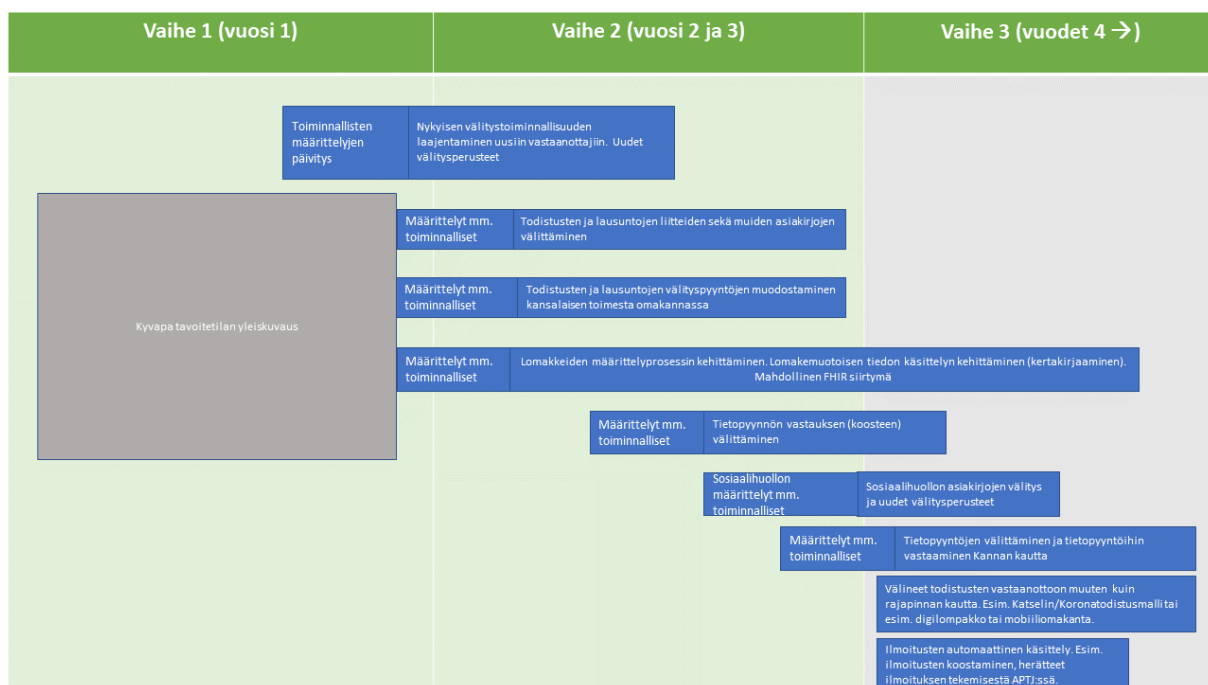 Vaihe 1 (vuosi 1)
Vaihe 2 (vuosi 2 ja 3)
Vaihe 3 (vuodet 4 →)
Toiminnallisten
määrittelyjen
päivitys
Nykyisen välitystoiminnallisuuden
laajentaminen uusiin vastaanottajiin. Uudet
välitysperusteet
Kyvapa tavoitetilan yleiskuvaus
Määrittelyt mm.
toiminnalliset
Todistusten ja lausuntojen liitteiden sekä muiden asiakirjojen
välittäminen
Määrittelyt mm.
toiminnalliset
Todistusten ja lausuntojen välityspyyntöjen muodostaminen
kansalaisen toimesta omakannassa
Määrittelyt mm.
toiminnalliset
Lomakkeiden määrittelyprosessin kehittäminen. Lomakemuotoisen tiedon käsittelyn kehittäminen (kertakirjaaminen).
Mahdollinen FHIR siirtymä
Määrittelyt mm.
toiminnalliset
Tietopyynnön vastauksen (koosteen)
välittäminen
Sosiaalihuollon
määrittelyt mm.
toiminnalliset
Sosiaalihuollon asiakirjojen välitys
ja uudet välitysperusteet
Määrittelyt mm.
toiminnalliset
Tietopyyntöjen välittäminen ja tietopyyntöihin
vastaaminen Kannan kautta
Välineet todistusten vastaanottoon muuten kuin
rajapinnan kautta. Esim. Katselin/Koronatodistusmalli tai
esim. digilompakko tai mobiiliomakanta.
Ilmoitusten automaattinen käsittely. Esim.
ilmoitusten koostaminen, herätteet
ilmoituksen tekemisestä APTJ:ssä.